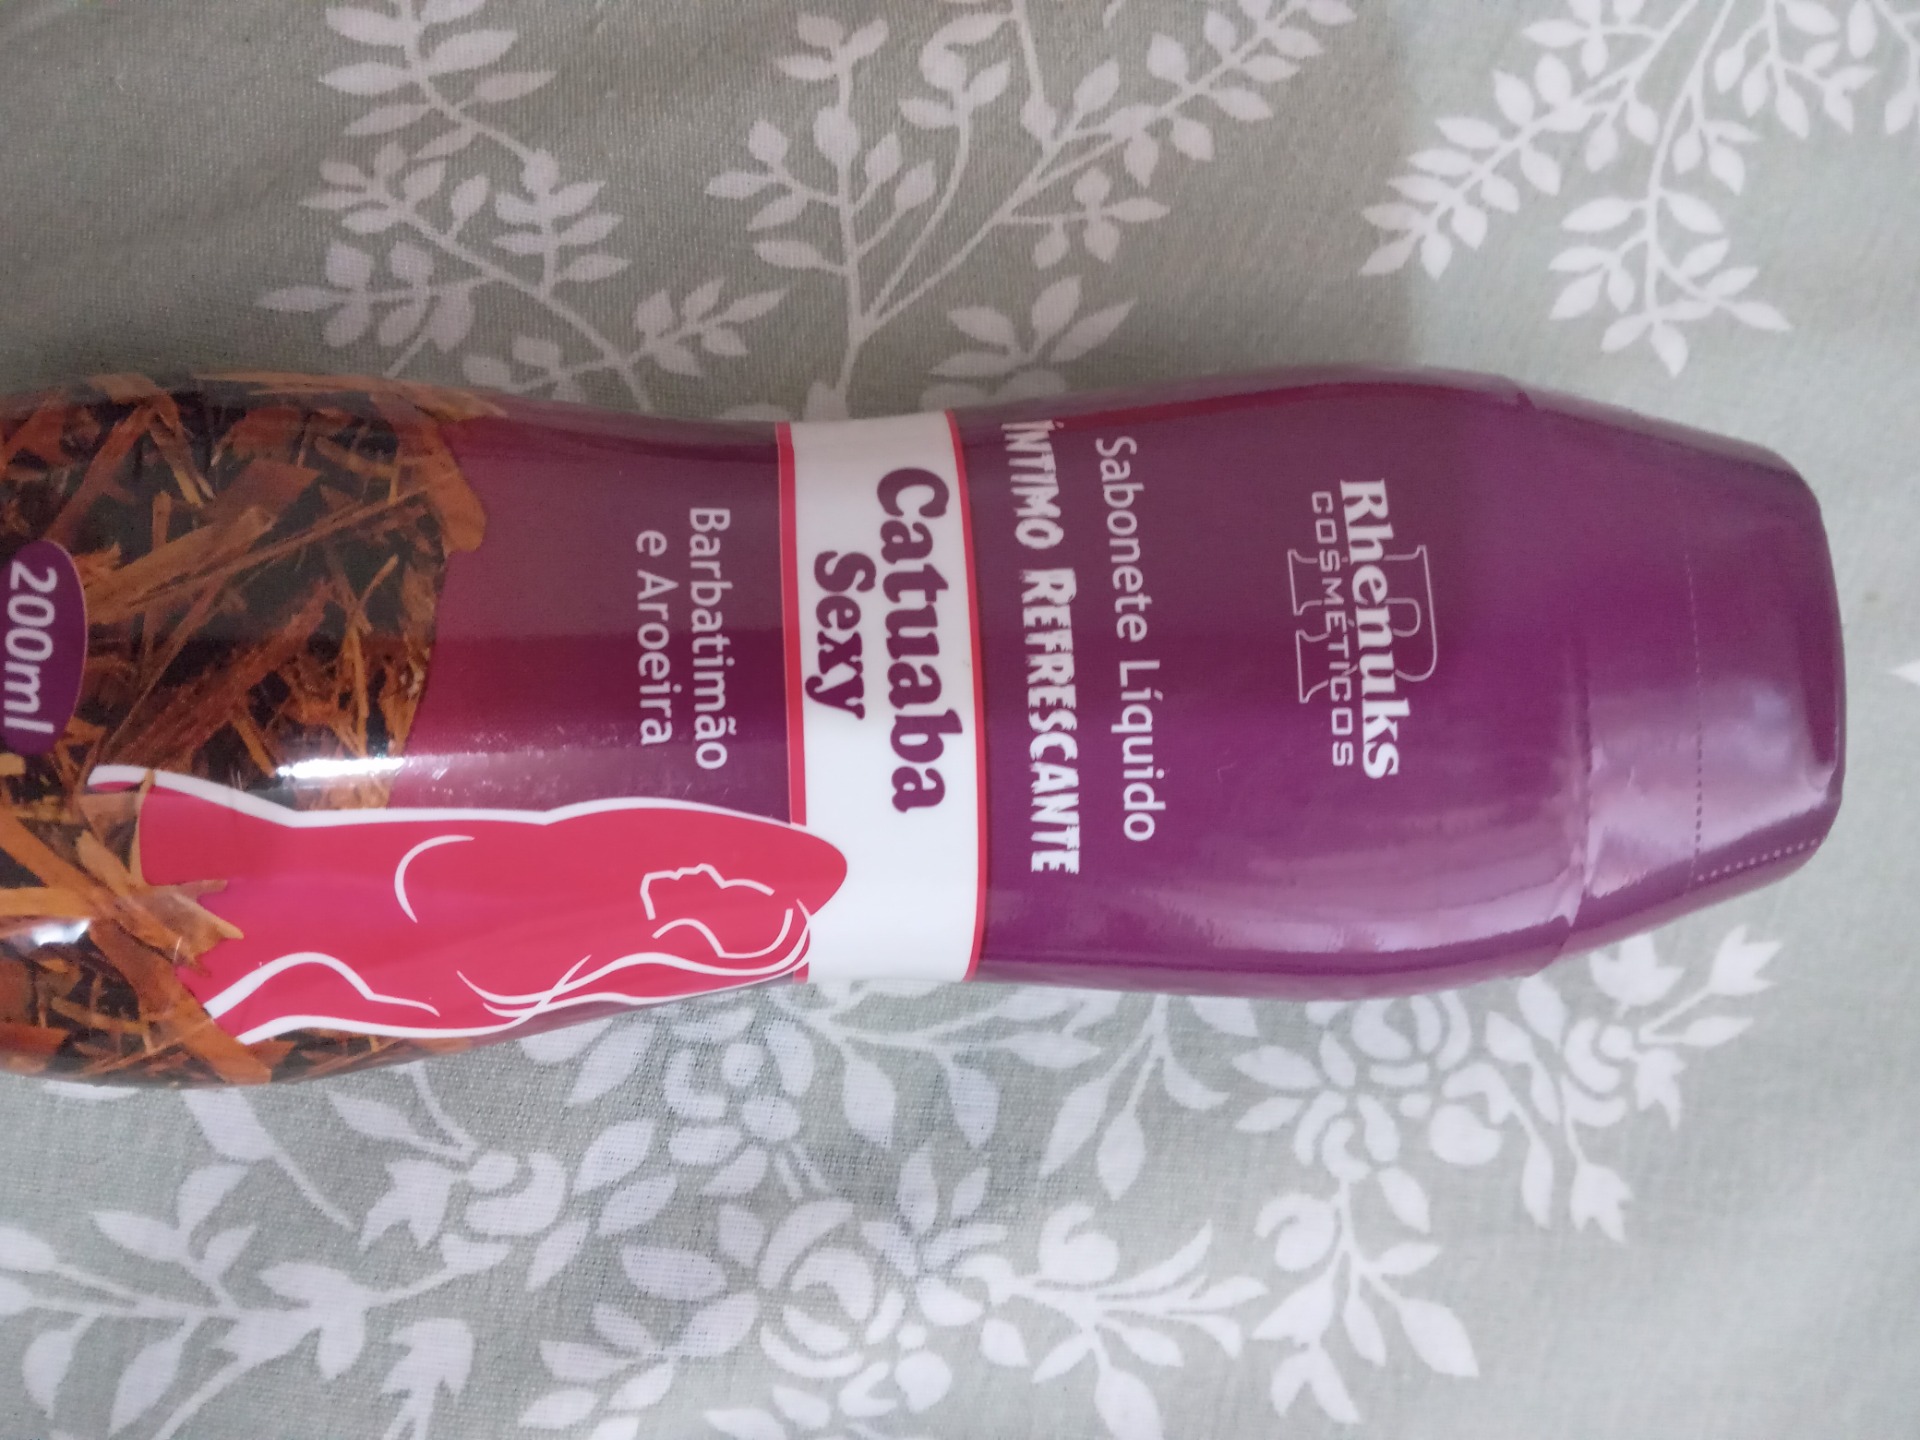 Rhenuks
COSMÉTICOS
Sabonete Líquido
ÍNTIMO REFRESCANTE
Catuaba
Sexy
Barbatimão
e Aroeira
200ml